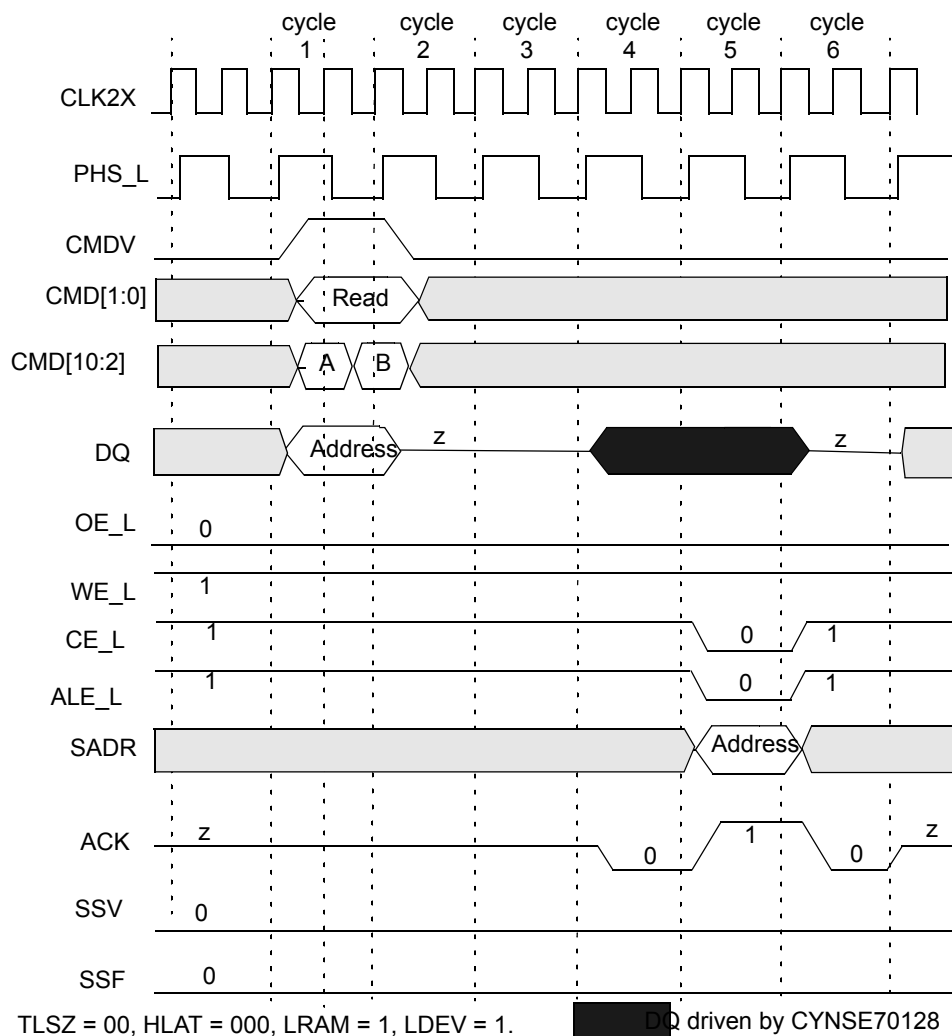 cycle cycle cycle cycle cycle cycle
1 2 3 4 5 6
CLK2X
PHS_L
CMDV
CMD[1:0] Read
CMD[10:2] A B
DQ Address z z
OE_L 0
WE_L 1
CE_L 1 0 1
ALE_L 1 0 1
SADR Address
ACK z 0 1 0 z
SSV 0
SSF 0
TLSZ = 00, HLAT = 000, LRAM = 1, LDEV = 1. DQ driven by CYNSE70128